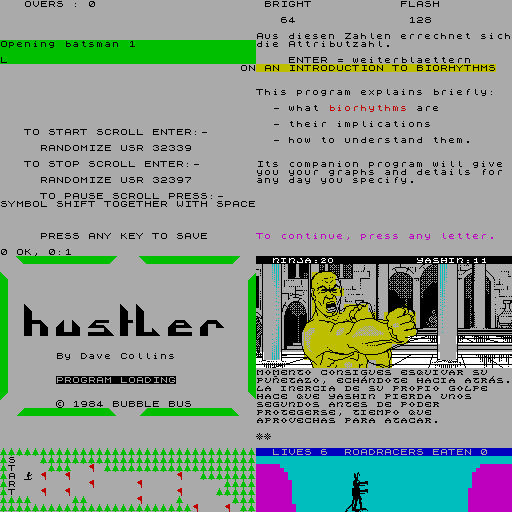 OVERS : 0
Opening batsman 1
L
TO START SCROLL ENTER:-
RANDOMIZE USR 32339
TO STOP SCROLL ENTER:-
RANDOMIZE USR 32397
TO PAUSE SCROLL PRESS:-
SYMBOL SHIFT TOGETHER WITH SPACE
PRESS ANY KEY TO SAVE
0 OK, 0:1
BRIGHT FLASH
64 128
Aus diesen Zahlen errechnet sich
die Attributzahl.
ENTER = weiterblaettern
ON AN INTRODUCTION TO BIORHYTHMS
This program explains briefly:
- what biorhythms are
- their implications
- how to understand them.
Its companion program will give
you your graphs and details for
any day you specify.
To continue, press any letter.
hustler
By Dave Collins
PROGRAM LOADING
© 1984 BUBBLE BUS
NINJA:20 YASHIN:11
MOMENTO CONSIGUES ESQUIVAR SU
PUÑETAZO, ECHÁNDOTE HACIA ATRÁS.
LA INERCIA DE SU PROPIO GOLPE
HACE QUE YASHIN PIERDA UNOS
SEGUNDOS ANTES DE PODER
PROTEGERSE, TIEMPO QUE
APROVECHAS PARA ATACAR.
**
START
LIVES 6 ROADRACERS EATEN 0